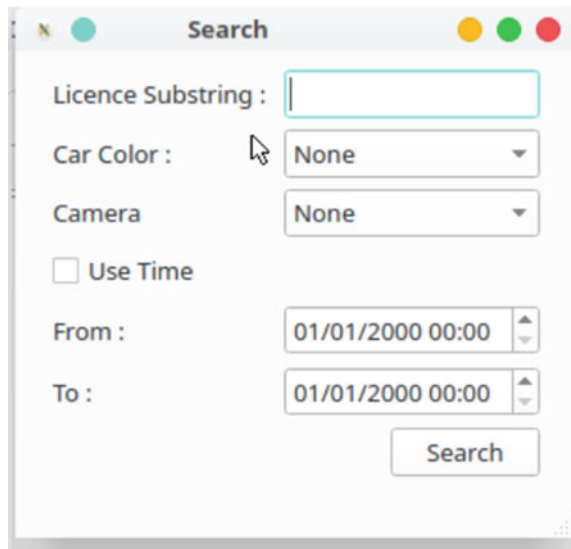 Search
Licence Substring :
Car Color : None
Camera None
Use Time
From : 01/01/2000 00:00
To : 01/01/2000 00:00
Search